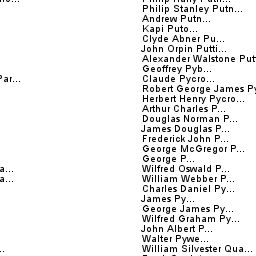 Philip Stanley Putn...
Andrew Putn...
Kapi Puto...
Clyde Abner Pu...
John Orpin Putti...
Alexander Walstone Putt
Geoffrey Pyb...
Par...
Claude Pycro...
Robert George James Py
Herbert Henry Pycro...
Arthur Charles P...
Douglas Norman P...
James Douglas P...
Frederick John P...
George McGregor P...
George P...
a...
Wilfred Oswald P...
a...
William Webber P...
Charles Daniel Py...
James Py...
George James Py...
Wilfred Graham Py...
John Albert P...
Walter Pywe...
...
William Silvester Qua...